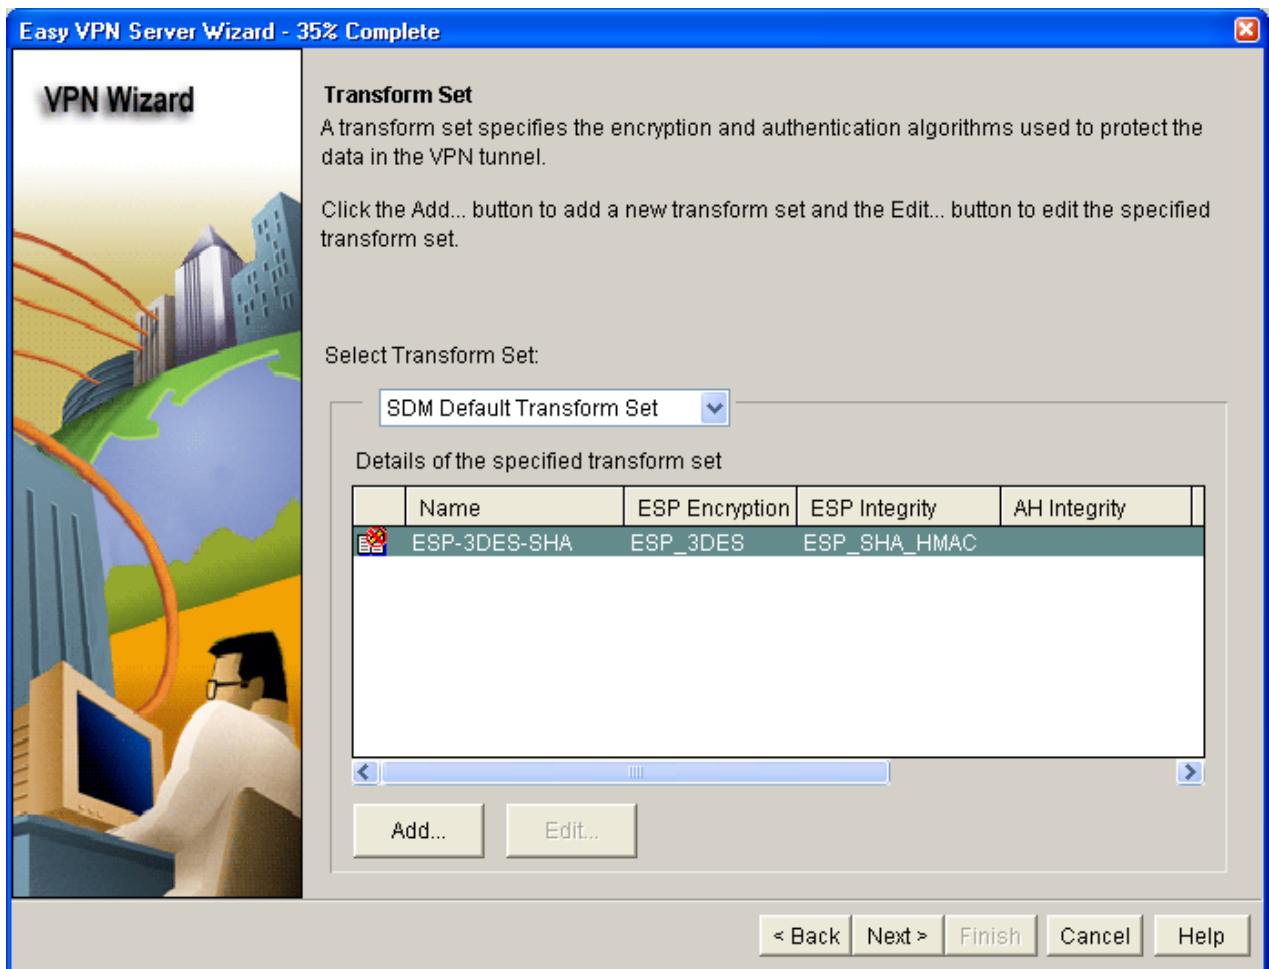 Easy VPN Server Wizard - 35% Complete
VPN Wizard
Transform Set
A transform set specifies the encryption and authentication algorithms used to protect the
data in the VPN tunnel.
Click the Add... button to add a new transform set and the Edit... button to edit the specified
transform set.
Select Transform Set:
SDM Default Transform Set
Details of the specified transform set
Name ESP Encryption ESP Integrity AH Integrity
ESP-3DES-SHA ESP_3DES ESP_SHA_HMAC
Add... Edit...
< Back Next > Finish Cancel Help